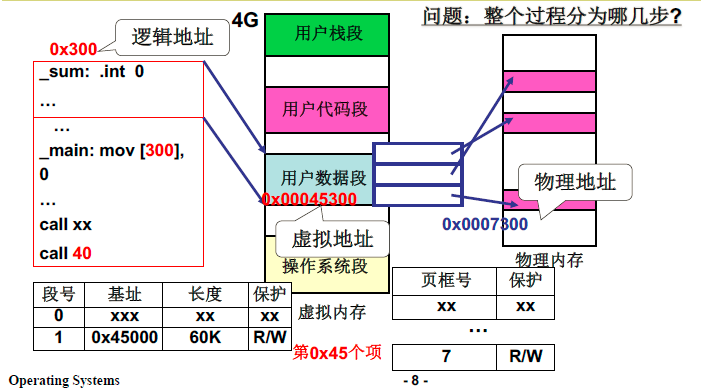 问题：整个过程分为哪几步?
4G
逻辑地址
0x300
_sum: .int 0
…
…
_main: mov [300],
0
…
call xx
call 40
用户栈段
用户代码段
用户数据段
0x00045300
虚拟地址
操作系统段
虚拟内存
物理地址
0x0007300
物理内存
段号 基址 长度 保护
0 xxx xx xx
1 0x45000 60K R/W
第0x45个项
页框号 保护
xx xx
…
7 R/W
Operating Systems
- 8 -